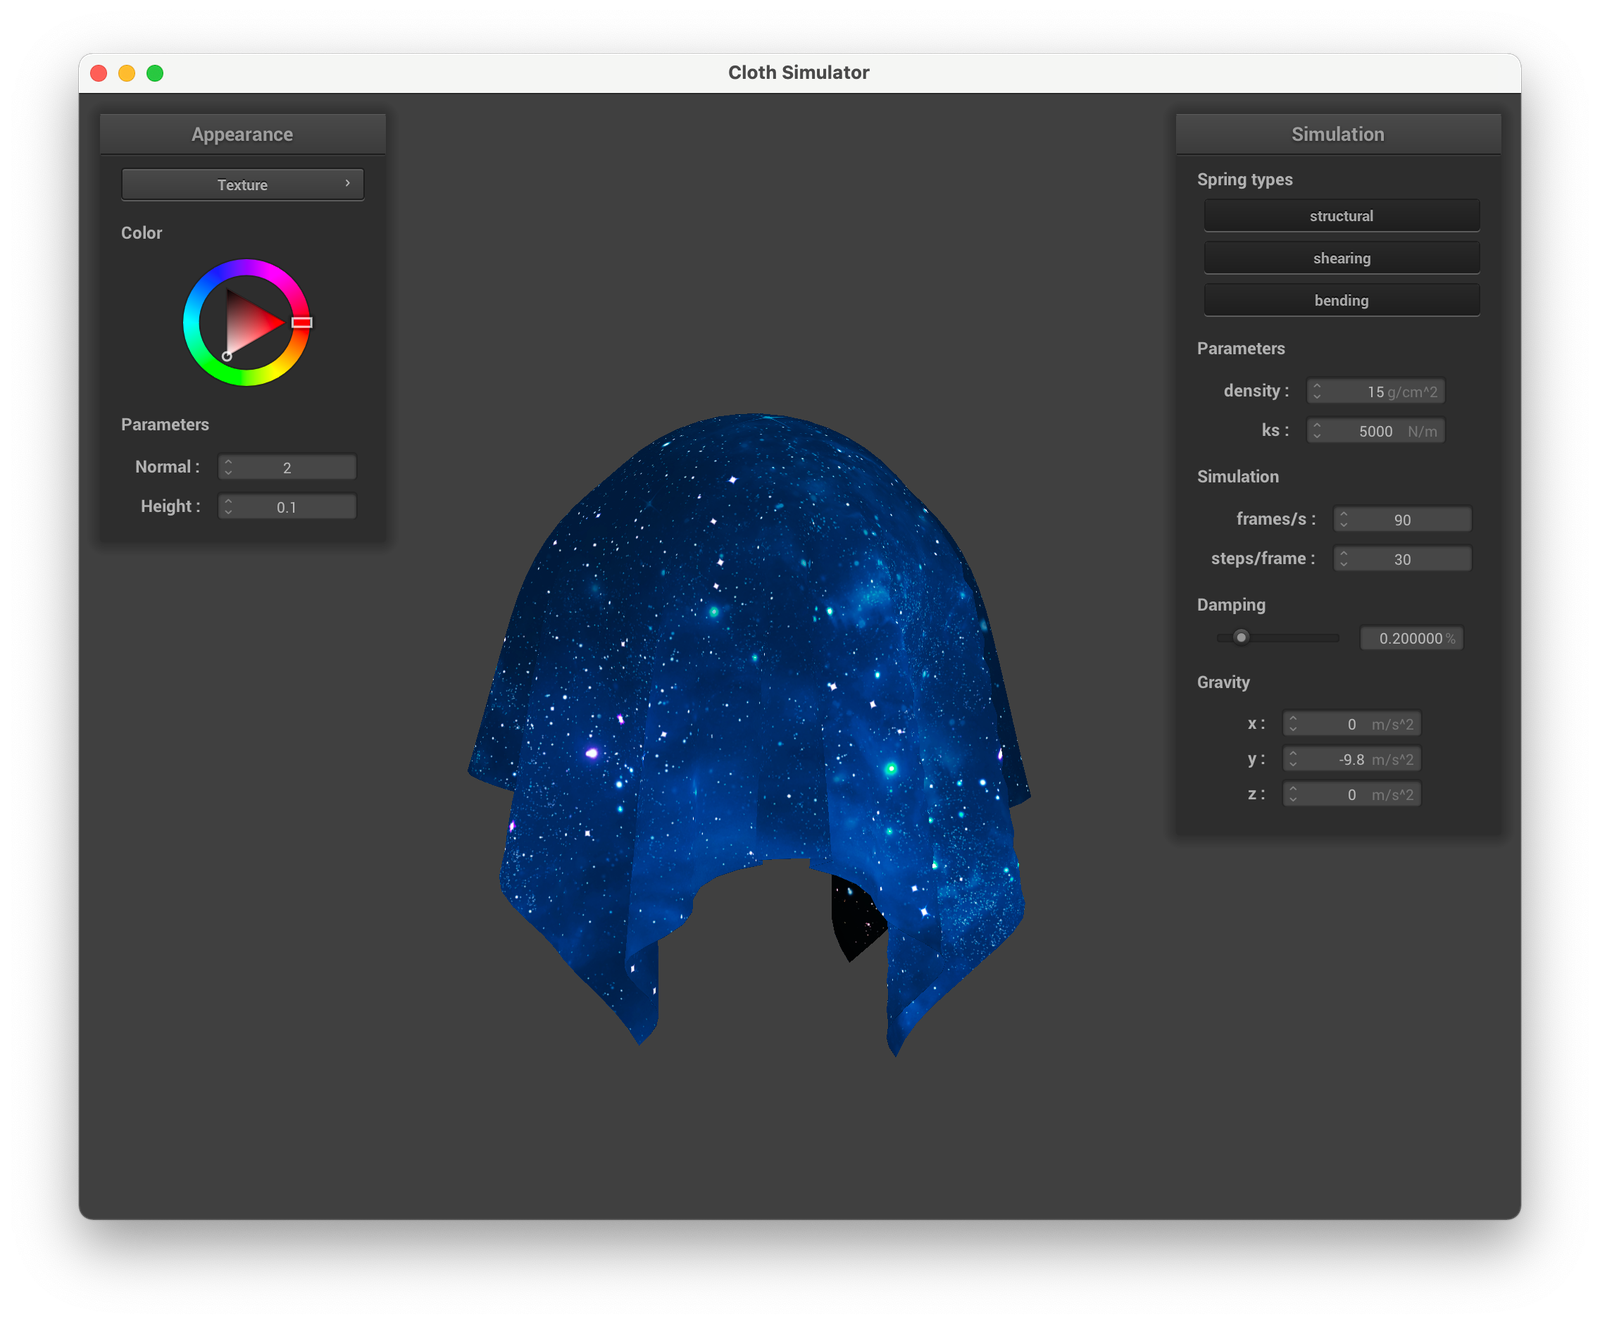 Cloth Simulator
Appearance
Texture
Color
Parameters
Normal : 2
Height : 0.1
Simulation
Spring types
structural
shearing
bending
Parameters
density : 15 g/cm^2
ks : 5000 N/m
Simulation
frames/s : 90
steps/frame : 30
Damping
0.200000 %
Gravity
x : 0 m/s^2
y : -9.8 m/s^2
z : 0 m/s^2